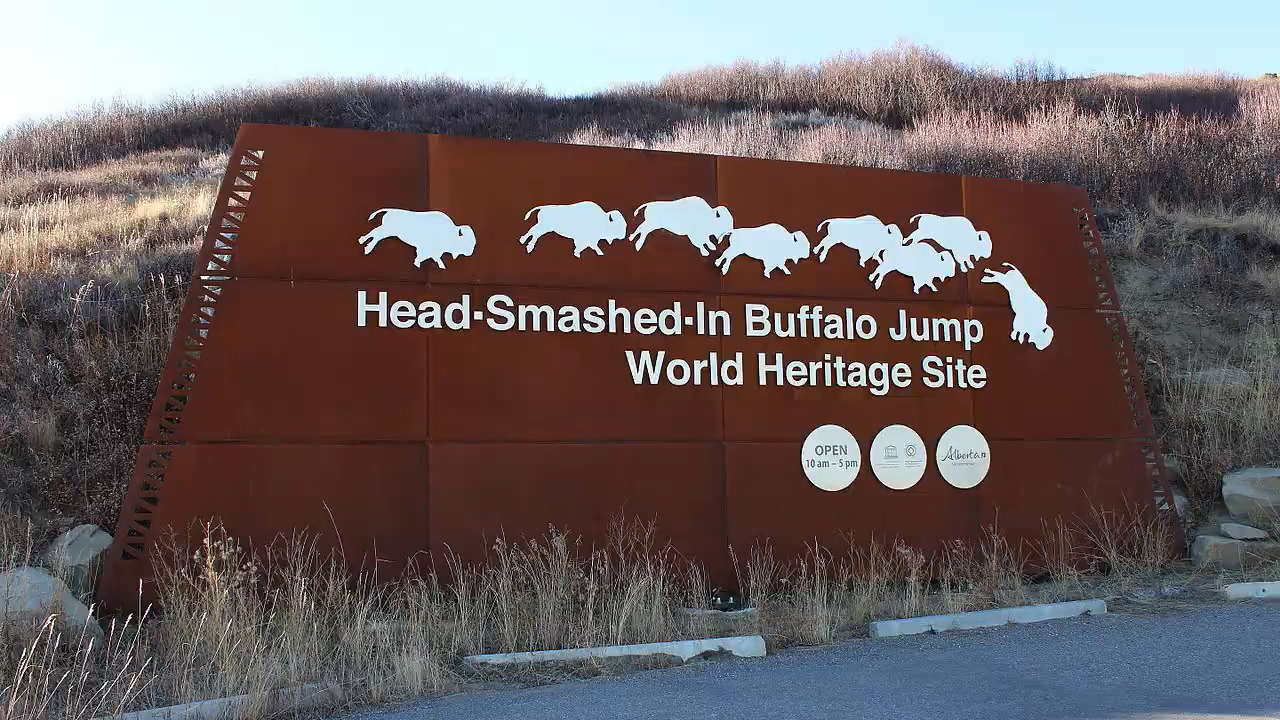 Head-Smashed-In Buffalo Jump
World Heritage Site
OPEN
10 am – 5 pm
Alberta